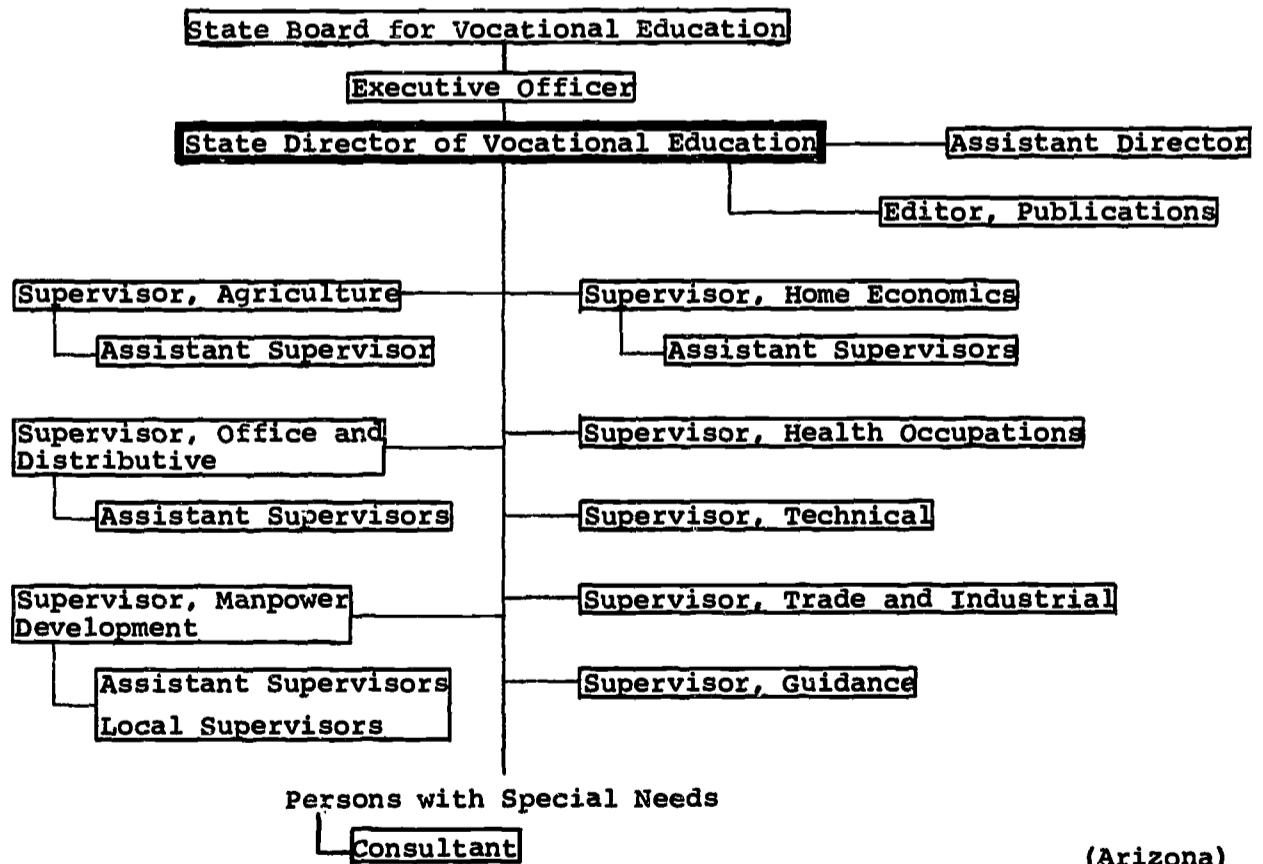 State Board for Vocational Education
Executive Officer
State Director of Vocational Education
Assistant Director
Editor, Publications
Supervisor, Agriculture
Supervisor, Home Economics
Assistant Supervisor
Assistant Supervisors
Supervisor, Office and
Distributive
Supervisor, Health Occupations
Assistant Supervisors
Supervisor, Technical
Supervisor, Manpower
Development
Supervisor, Trade and Industrial
Assistant Supervisors
Local Supervisors
Supervisor, Guidance
Persons with Special Needs
Consultant
(Arizona)